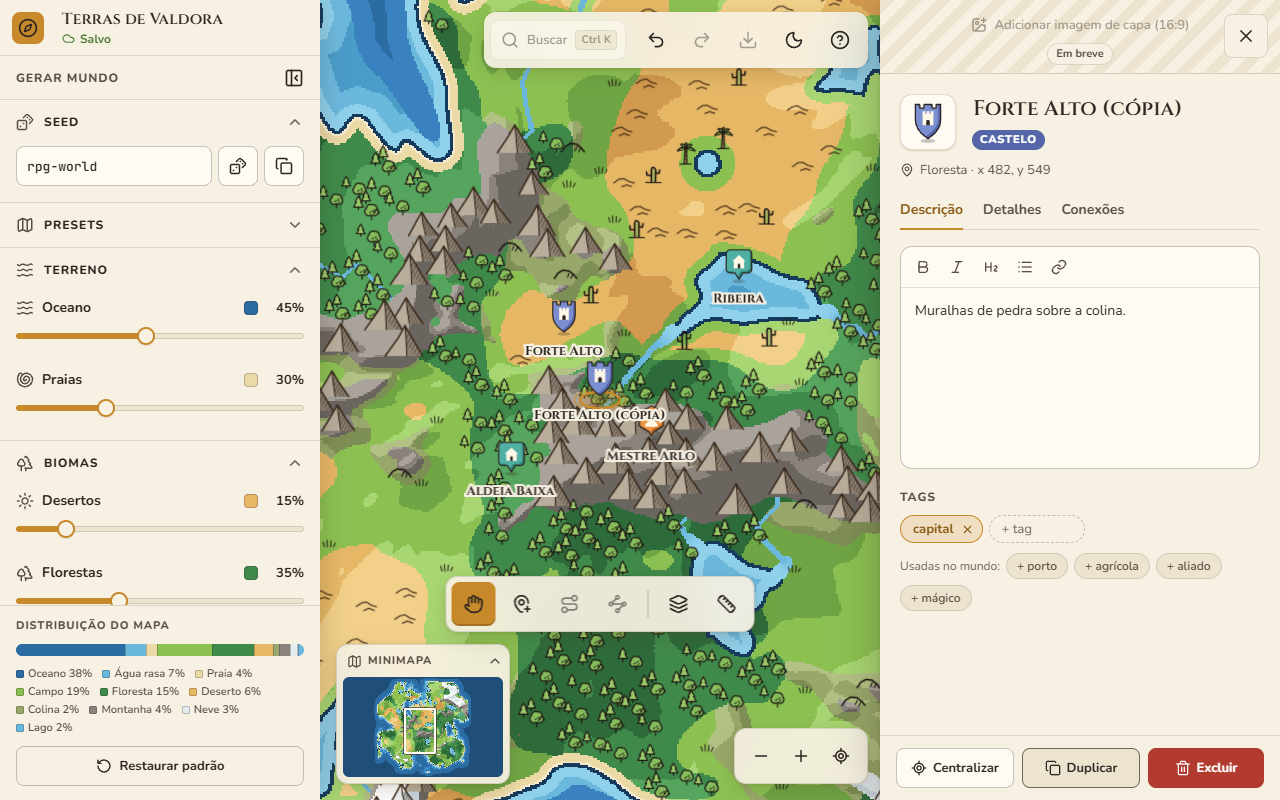 TERRAS DE VALDORA
Salvo
GERAR MUNDO
SEED
rpg-world
PRESETS
TERRENO
Oceano 45%
Praias 30%
BIOMAS
Desertos 15%
Florestas 35%
DISTRIBUIÇÃO DO MAPA
Oceano 38% Água rasa 7% Praia 4%
Campo 19% Floresta 15% Deserto 6%
Colina 2% Montanha 4% Neve 3%
Lago 2%
Restaurar padrão
Buscar Ctrl K
RIBEIRA
FORTE ALTO
FORTE ALTO (CÓPIA)
MESTRE ARLO
ALDEIA BAIXA
MINIMAPA
Adicionar imagem de capa (16:9)
Em breve
FORTE ALTO (CÓPIA)
CASTELO
Floresta · x 482, y 549
Descrição Detalhes Conexões
B I H2
Muralhas de pedra sobre a colina.
TAGS
capital × + tag
Usadas no mundo: + porto + agrícola + aliado
+ mágico
Centralizar Duplicar Excluir